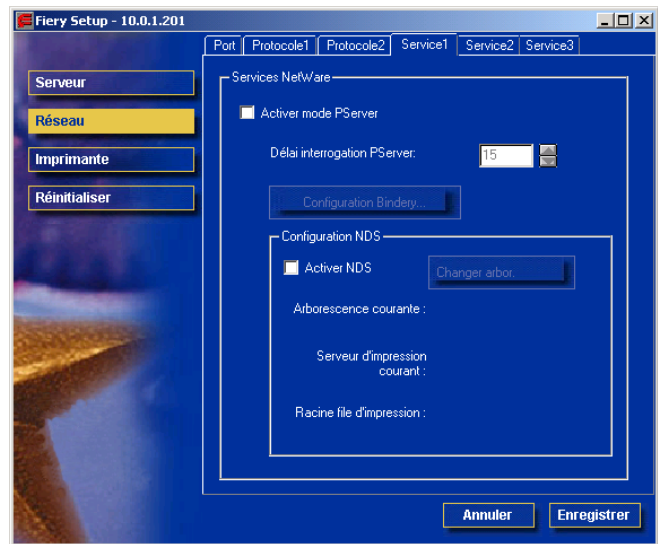 Fiery Setup - 10.0.1.201
Port Protocole1 Protocole2 Service1 Service2 Service3
Serveur
Réseau
Imprimante
Réinitialiser
Services NetWare
Activer mode PServer
Délai interrogation PServer: 15
Configuration Bindery...
Configuration NDS
Activer NDS Changer arbor.
Arborescence courante :
Serveur d'impression
courant :
Racine file d'impression :
Annuler Enregistrer